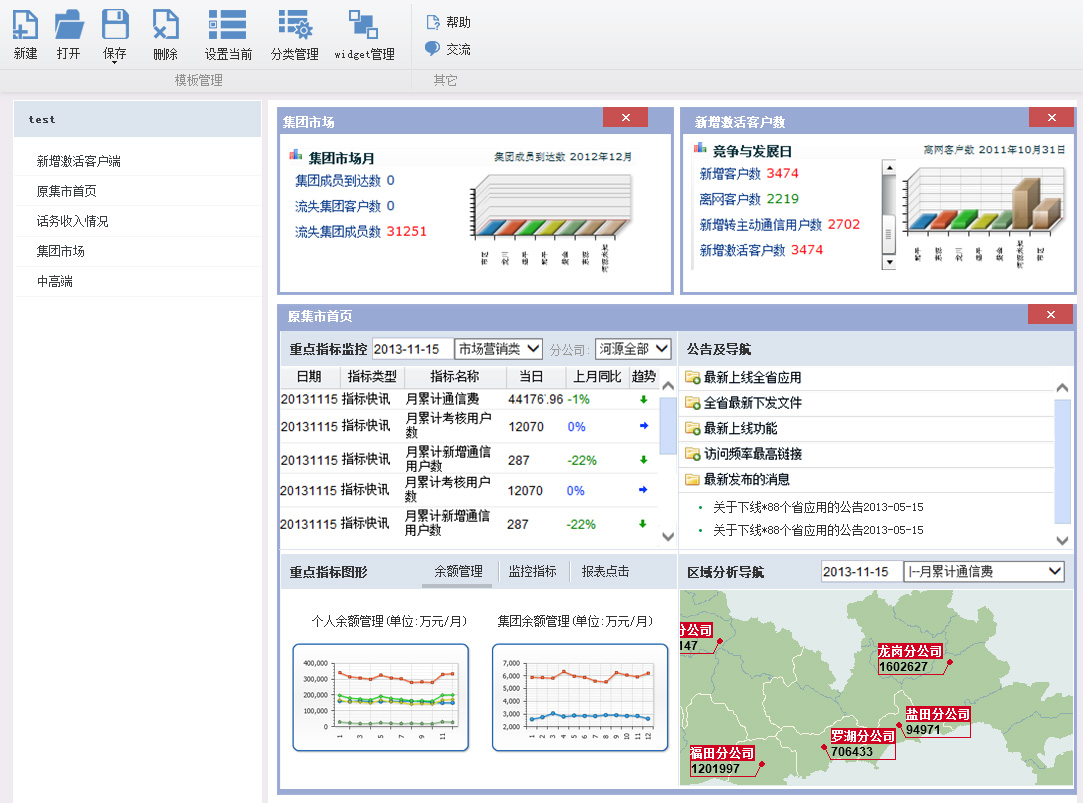 新建
打开
保存
删除
设置当前
分类管理
widget管理
帮助
交流
模板管理
其它
test
新增激活客户端
原集市首页
话务收入情况
集团市场
中高端
集团市场
集团市场月
集团成员到达数 2012年12月
集团成员到达数 0
流失集团客户数 0
流失集团成员数 31251
新增激活客户数
竞争与发展日
离网客户数 2011年10月31日
新增客户数 3474
离网客户数 2219
新增转主动通信用户数 2702
新增激活客户数 3474
原集市首页
重点指标监控 2013-11-15 市场营销类 分公司: 河源全部
日期 指标类型 指标名称 当日 上月同比 趋势
20131115 指标快讯 月累计通信费 44176.96 -1%
20131115 指标快讯 月累计考核用户数 12070 0%
20131115 指标快讯 月累计新增通信用户数 287 -22%
20131115 指标快讯 月累计考核用户数 12070 0%
20131115 指标快讯 月累计新增通信用户数 287 -22%
公告及导航
最新上线全省应用
全省最新下发文件
最新上线功能
访问频率最高链接
最新发布的消息
• 关于下线*88个省应用的公告2013-05-15
• 关于下线*88个省应用的公告2013-05-15
重点指标图形 余额管理 监控指标 报表点击
个人余额管理(单位:万元/月)
400,000
300,000
200,000
100,000
0
1 3 5 7 9 11
集团余额管理(单位:万元/月)
7,000
6,000
5,000
4,000
3,000
2,000
1 2 3 4 5 6 7 8 9 10 11 12
区域分析导航 2013-11-15 |--月累计通信费
分公司
147
龙岗分公司
1602627
盐田分公司
94971
罗湖分公司
706433
福田分公司
1201997